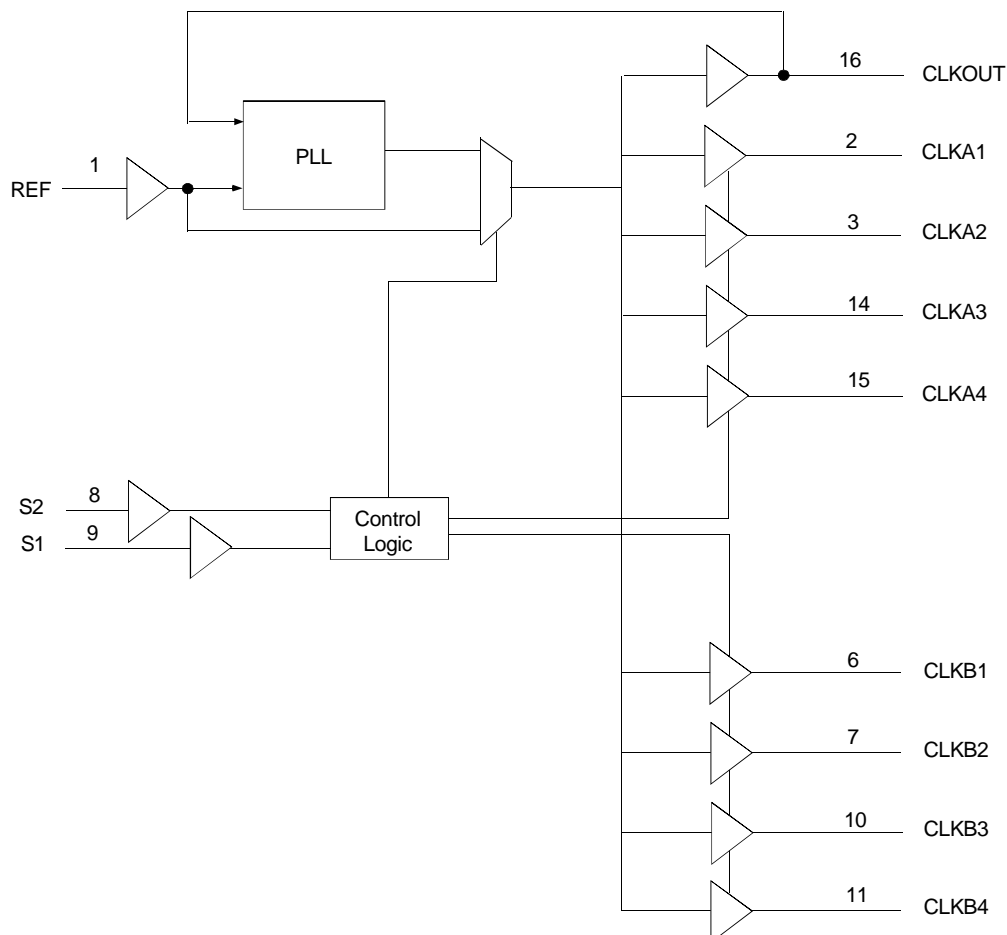 16 CLKOUT
PLL
1
REF
2 CLKA1
3 CLKA2
14 CLKA3
15 CLKA4
S2 8
S1 9
Control
Logic
6 CLKB1
7 CLKB2
10 CLKB3
11 CLKB4